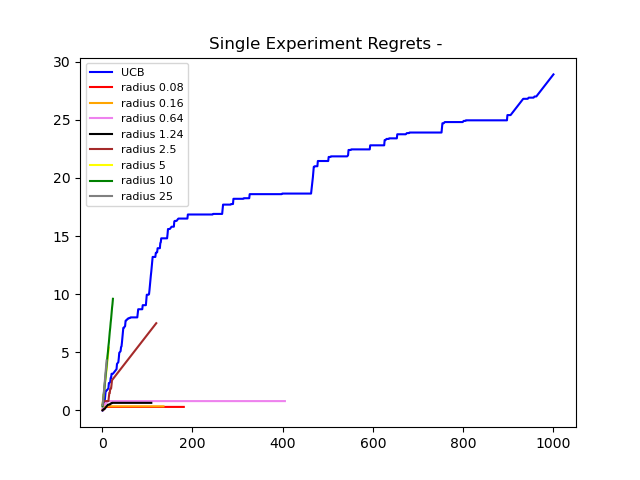 Single Experiment Regrets -
30
25
20
15
10
5
0
UCB
radius 0.08
radius 0.16
radius 0.64
radius 1.24
radius 2.5
radius 5
radius 10
radius 25
0 200 400 600 800 1000